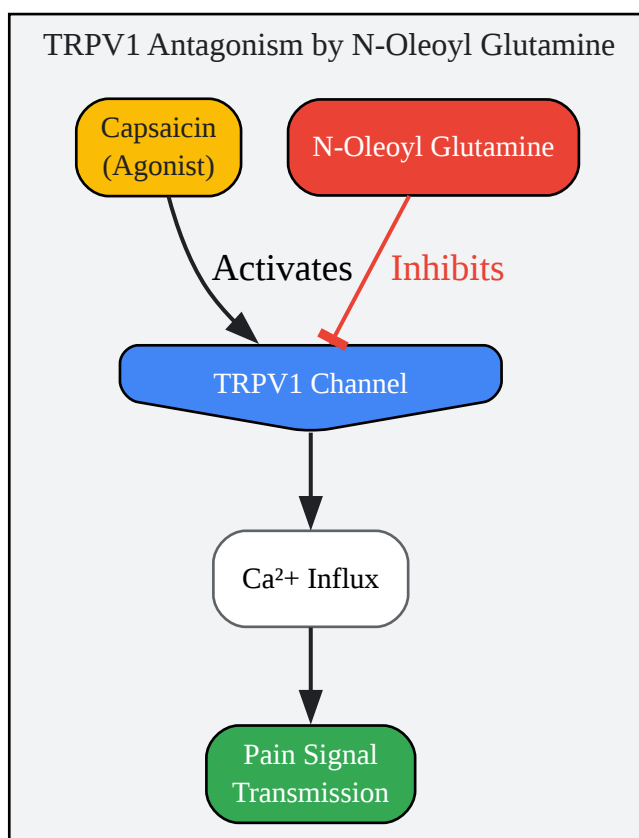 TRPV1 Antagonism by N-Oleoyl Glutamine
Capsaicin
(Agonist)
N-Oleoyl Glutamine
Activates
Inhibits
TRPV1 Channel
Ca²+ Influx
Pain Signal
Transmission